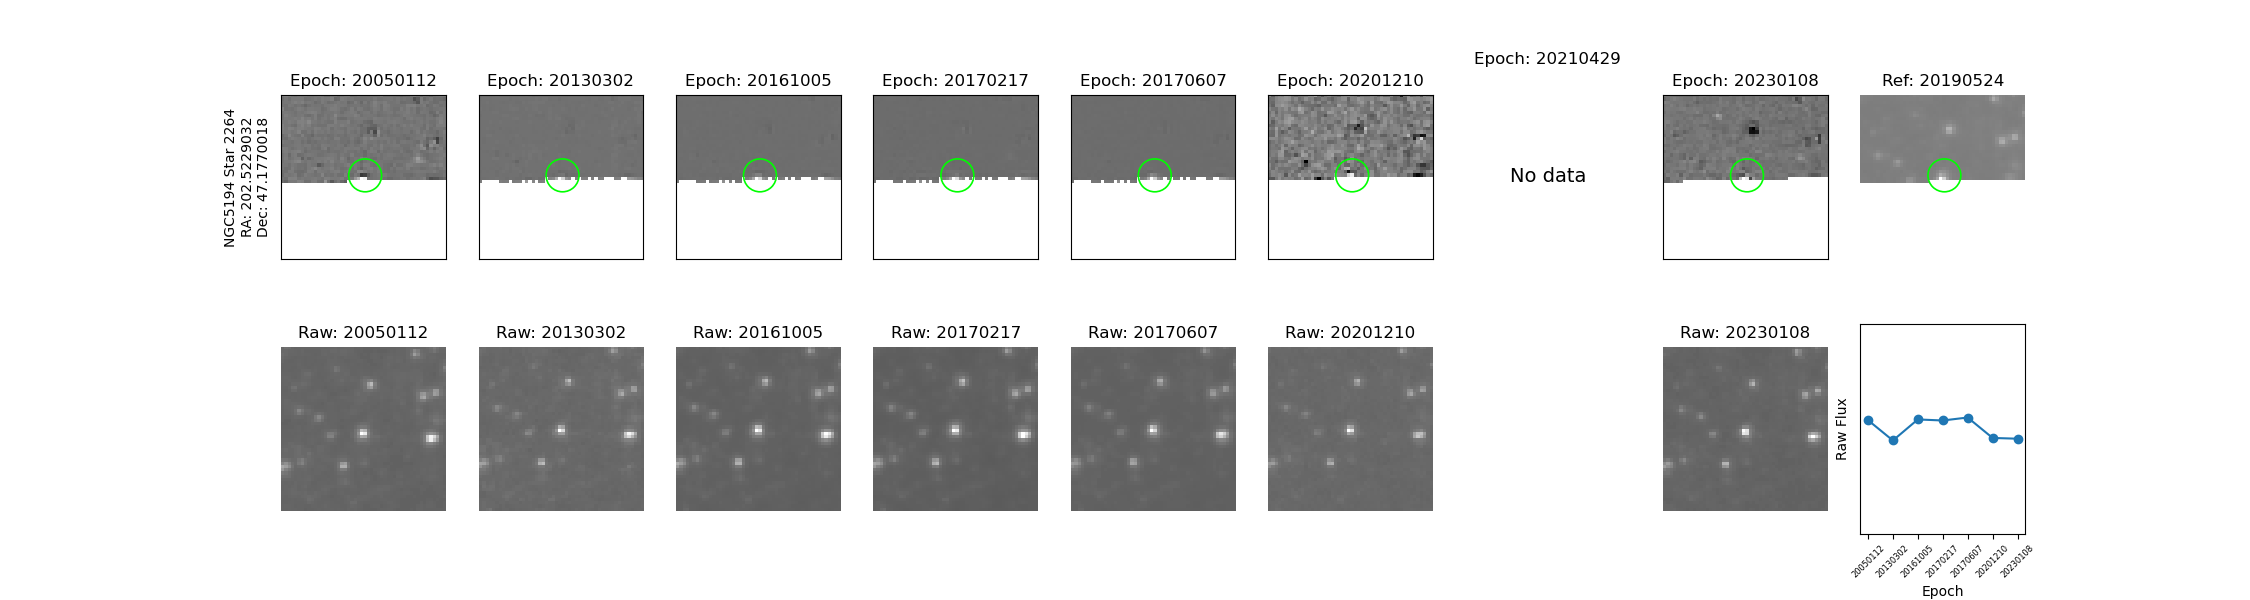 NGC5194 Star 2264
RA: 202.5229032
Dec: 47.1770018
Epoch: 20050112
Epoch: 20130302
Epoch: 20161005
Epoch: 20170217
Epoch: 20170607
Epoch: 20201210
Epoch: 20210429
Epoch: 20230108
Ref: 20190524
No data
Raw: 20050112
Raw: 20130302
Raw: 20161005
Raw: 20170217
Raw: 20170607
Raw: 20201210
Raw: 20230108
Raw Flux
20050112
20130302
20161005
20170217
20170607
20201210
20230108
Epoch